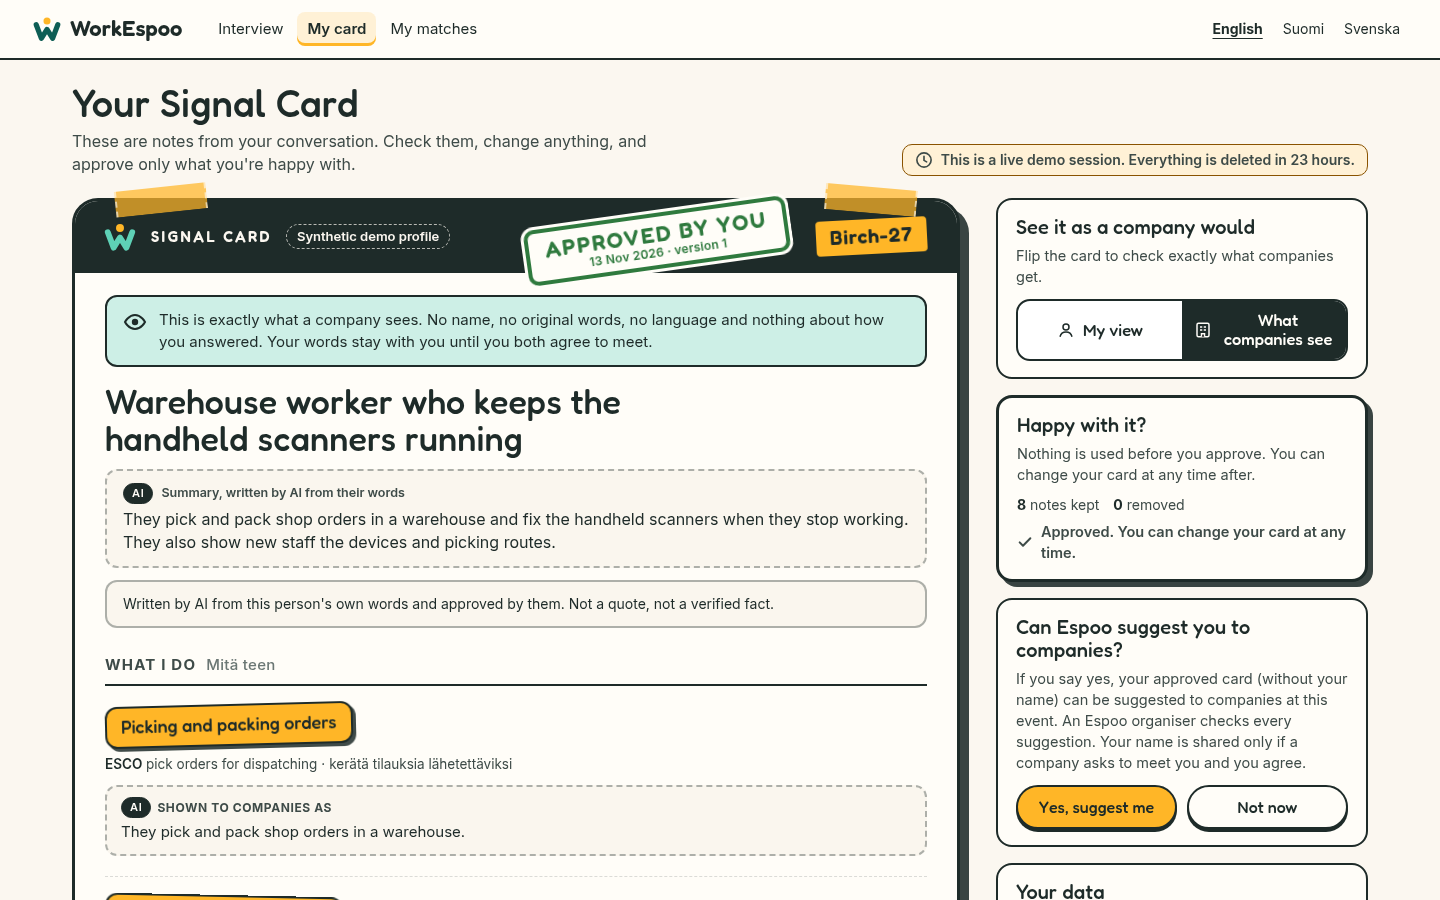 WorkEspoo
Interview
My card
My matches
English
Suomi
Svenska
Your Signal Card
These are notes from your conversation. Check them, change anything, and
approve only what you're happy with.
This is a live demo session. Everything is deleted in 23 hours.
SIGNAL CARD
Synthetic demo profile
APPROVED BY YOU
13 Nov 2026 · version 1
Birch-27
This is exactly what a company sees. No name, no original words, no language and nothing about how
you answered. Your words stay with you until you both agree to meet.
Warehouse worker who keeps the
handheld scanners running
AI Summary, written by AI from their words
They pick and pack shop orders in a warehouse and fix the handheld scanners when they stop working.
They also show new staff the devices and picking routes.
Written by AI from this person's own words and approved by them. Not a quote, not a verified fact.
WHAT I DO Mitä teen
Picking and packing orders
ESCO pick orders for dispatching · kerätä tilauksia lähetettäviksi
AI SHOWN TO COMPANIES AS
They pick and pack shop orders in a warehouse.
See it as a company would
Flip the card to check exactly what companies
get.
My view
What
companies see
Happy with it?
Nothing is used before you approve. You can
change your card at any time after.
8 notes kept 0 removed
Approved. You can change your card at any
time.
Can Espoo suggest you to
companies?
If you say yes, your approved card (without your
name) can be suggested to companies at this
event. An Espoo organiser checks every
suggestion. Your name is shared only if a
company asks to meet you and you agree.
Yes, suggest me
Not now
Your data